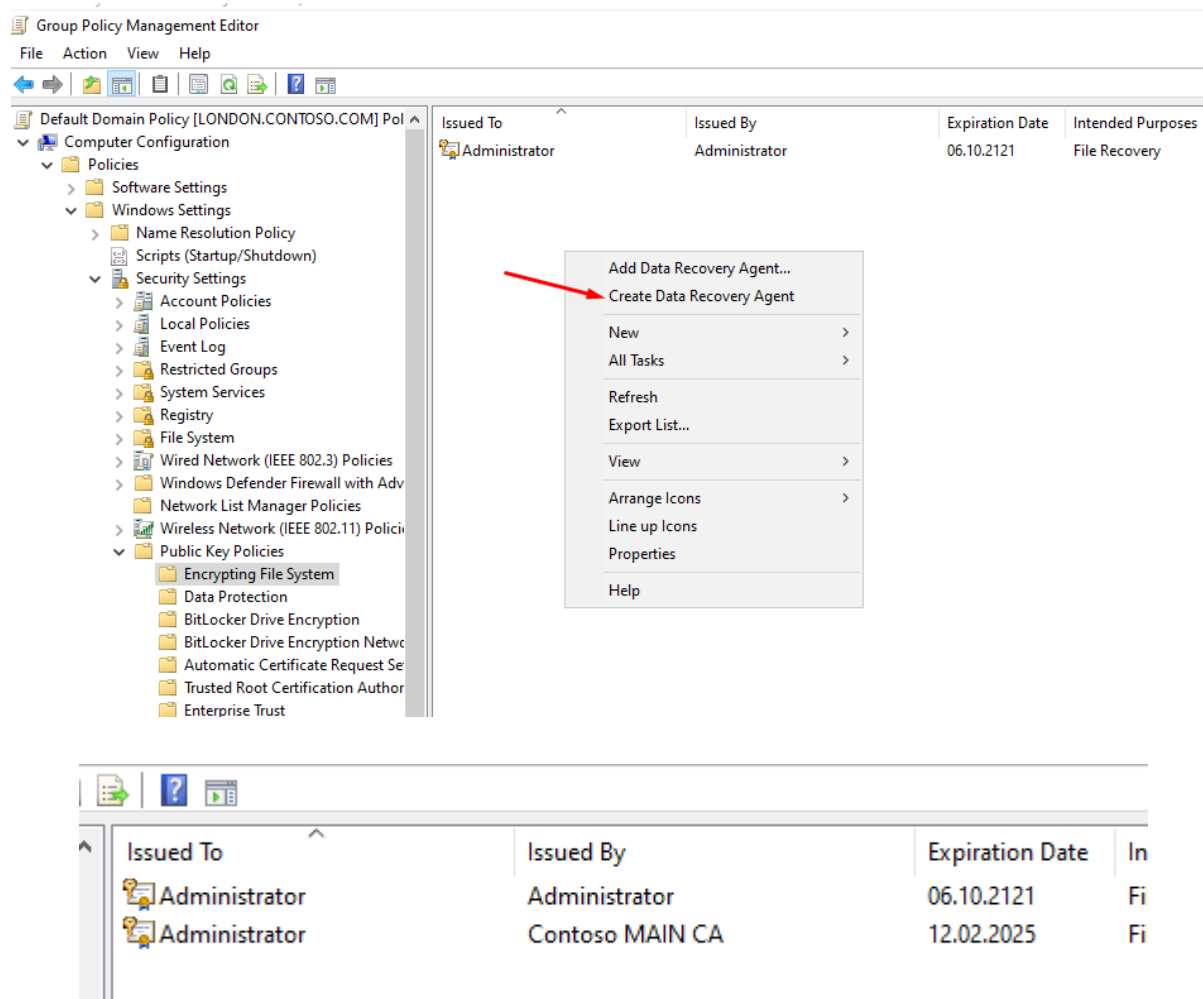 Group Policy Management Editor
File Action View Help
Default Domain Policy [LONDON.CONTOSO.COM] Pol
Computer Configuration
Policies
Software Settings
Windows Settings
Name Resolution Policy
Scripts (Startup/Shutdown)
Security Settings
Account Policies
Local Policies
Event Log
Restricted Groups
System Services
Registry
File System
Wired Network (IEEE 802.3) Policies
Windows Defender Firewall with Adv
Network List Manager Policies
Wireless Network (IEEE 802.11) Polici
Public Key Policies
Encrypting File System
Data Protection
BitLocker Drive Encryption
BitLocker Drive Encryption Netwo
Automatic Certificate Request Se
Trusted Root Certification Author
Enterprise Trust
Issued To Issued By Expiration Date Intended Purposes
Administrator Administrator 06.10.2121 File Recovery
Add Data Recovery Agent...
Create Data Recovery Agent
New
All Tasks
Refresh
Export List...
View
Arrange Icons
Line up Icons
Properties
Help
Issued To Issued By Expiration Date In
Administrator Administrator 06.10.2121 Fi
Administrator Contoso MAIN CA 12.02.2025 Fi